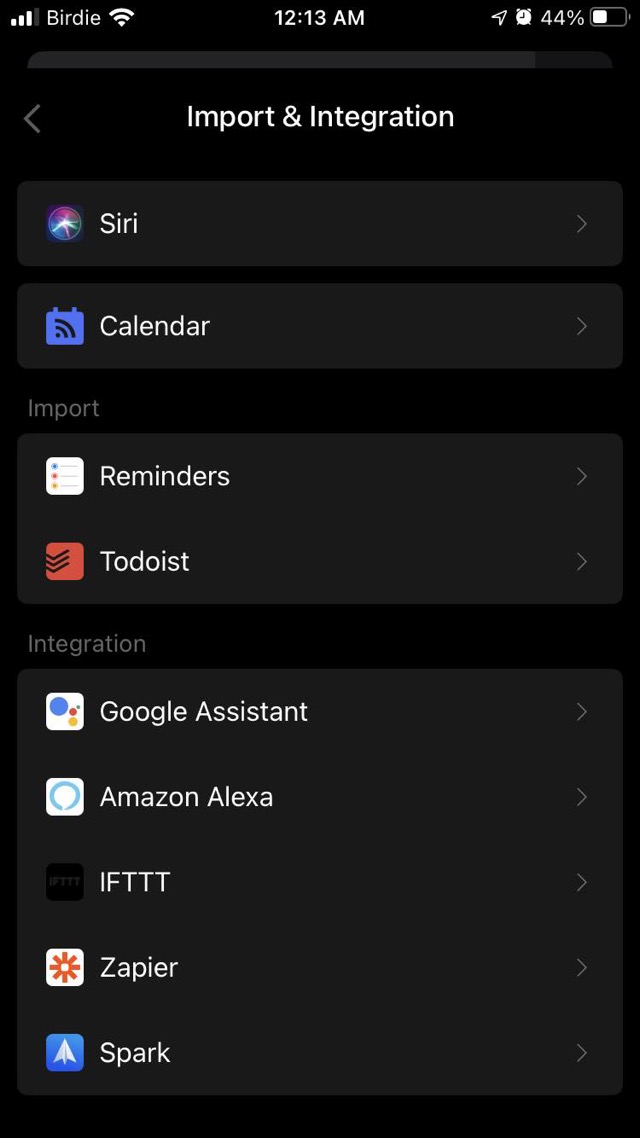 Birdie 12:13 AM 44%
Import & Integration
Siri
Calendar
Import
Reminders
Todoist
Integration
Google Assistant
Amazon Alexa
IFTTT IFTTT
Zapier
Spark